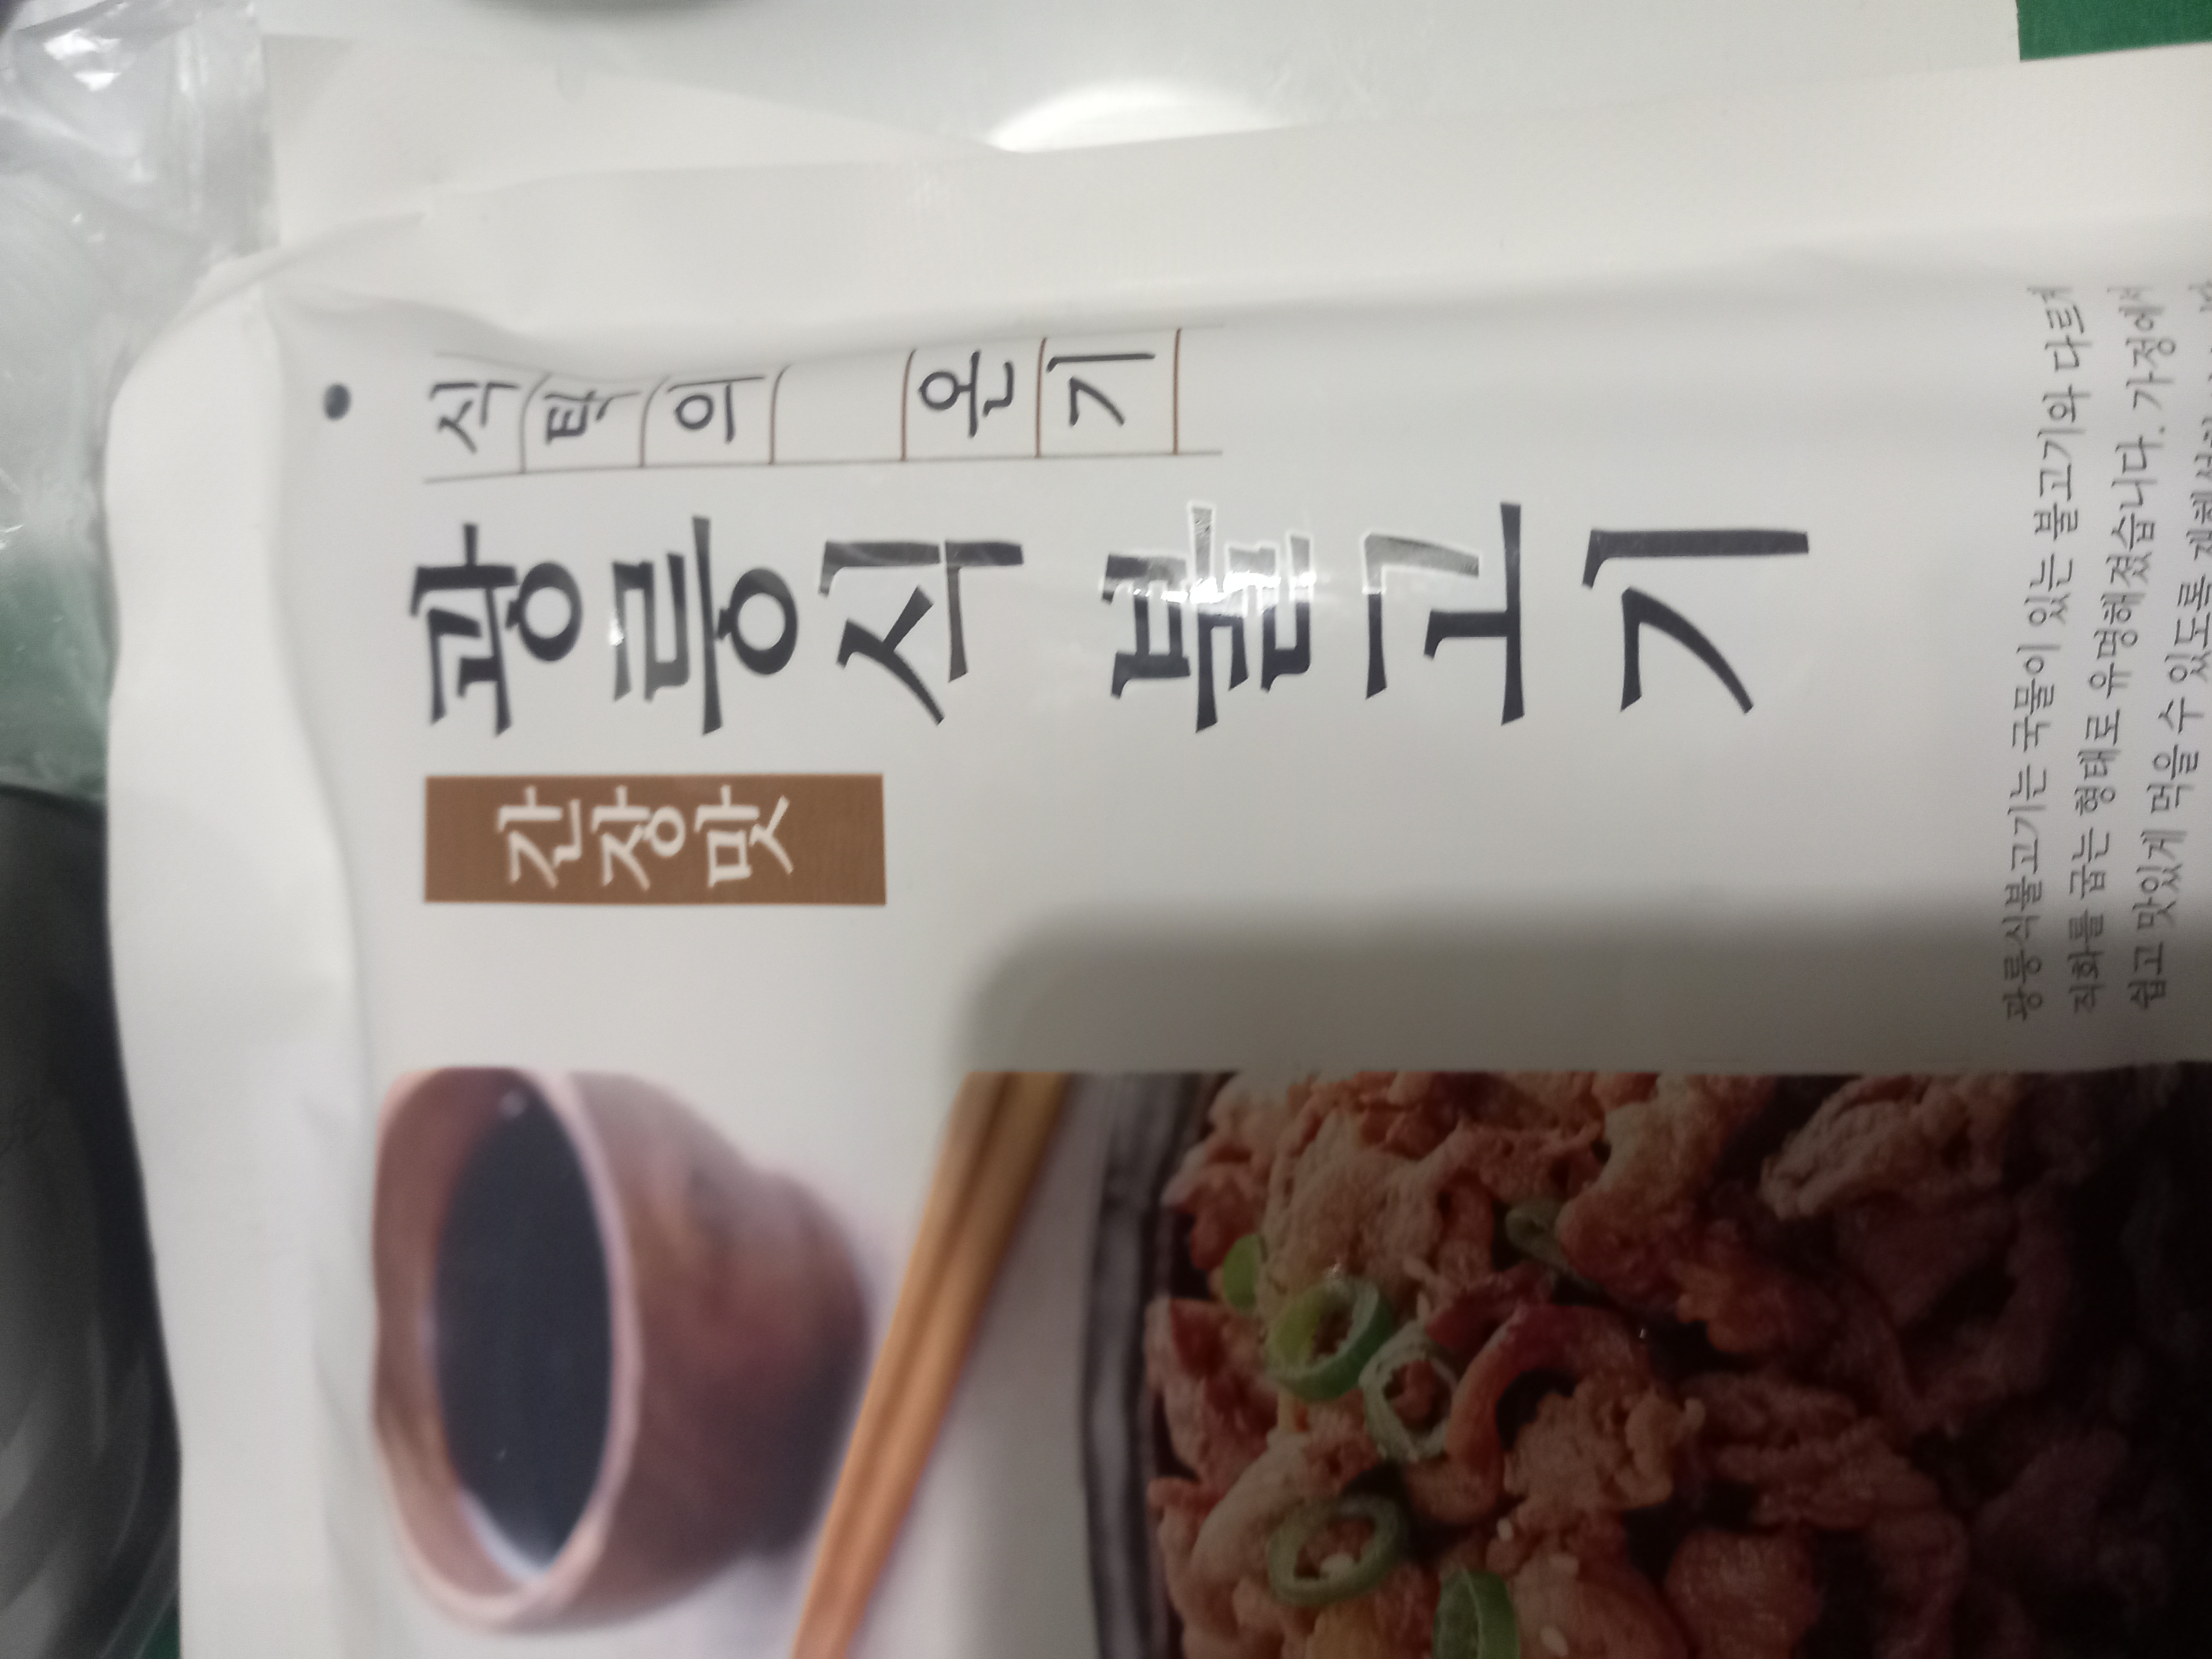 식탁의 온기
광릉식 불고기
간장맛
광릉식불고기는 국물이 있는 불고기와 다르게
직화를 굽는 형태로 유명해졌습니다. 가정에서
쉽고 맛있게 먹을 수 있도록